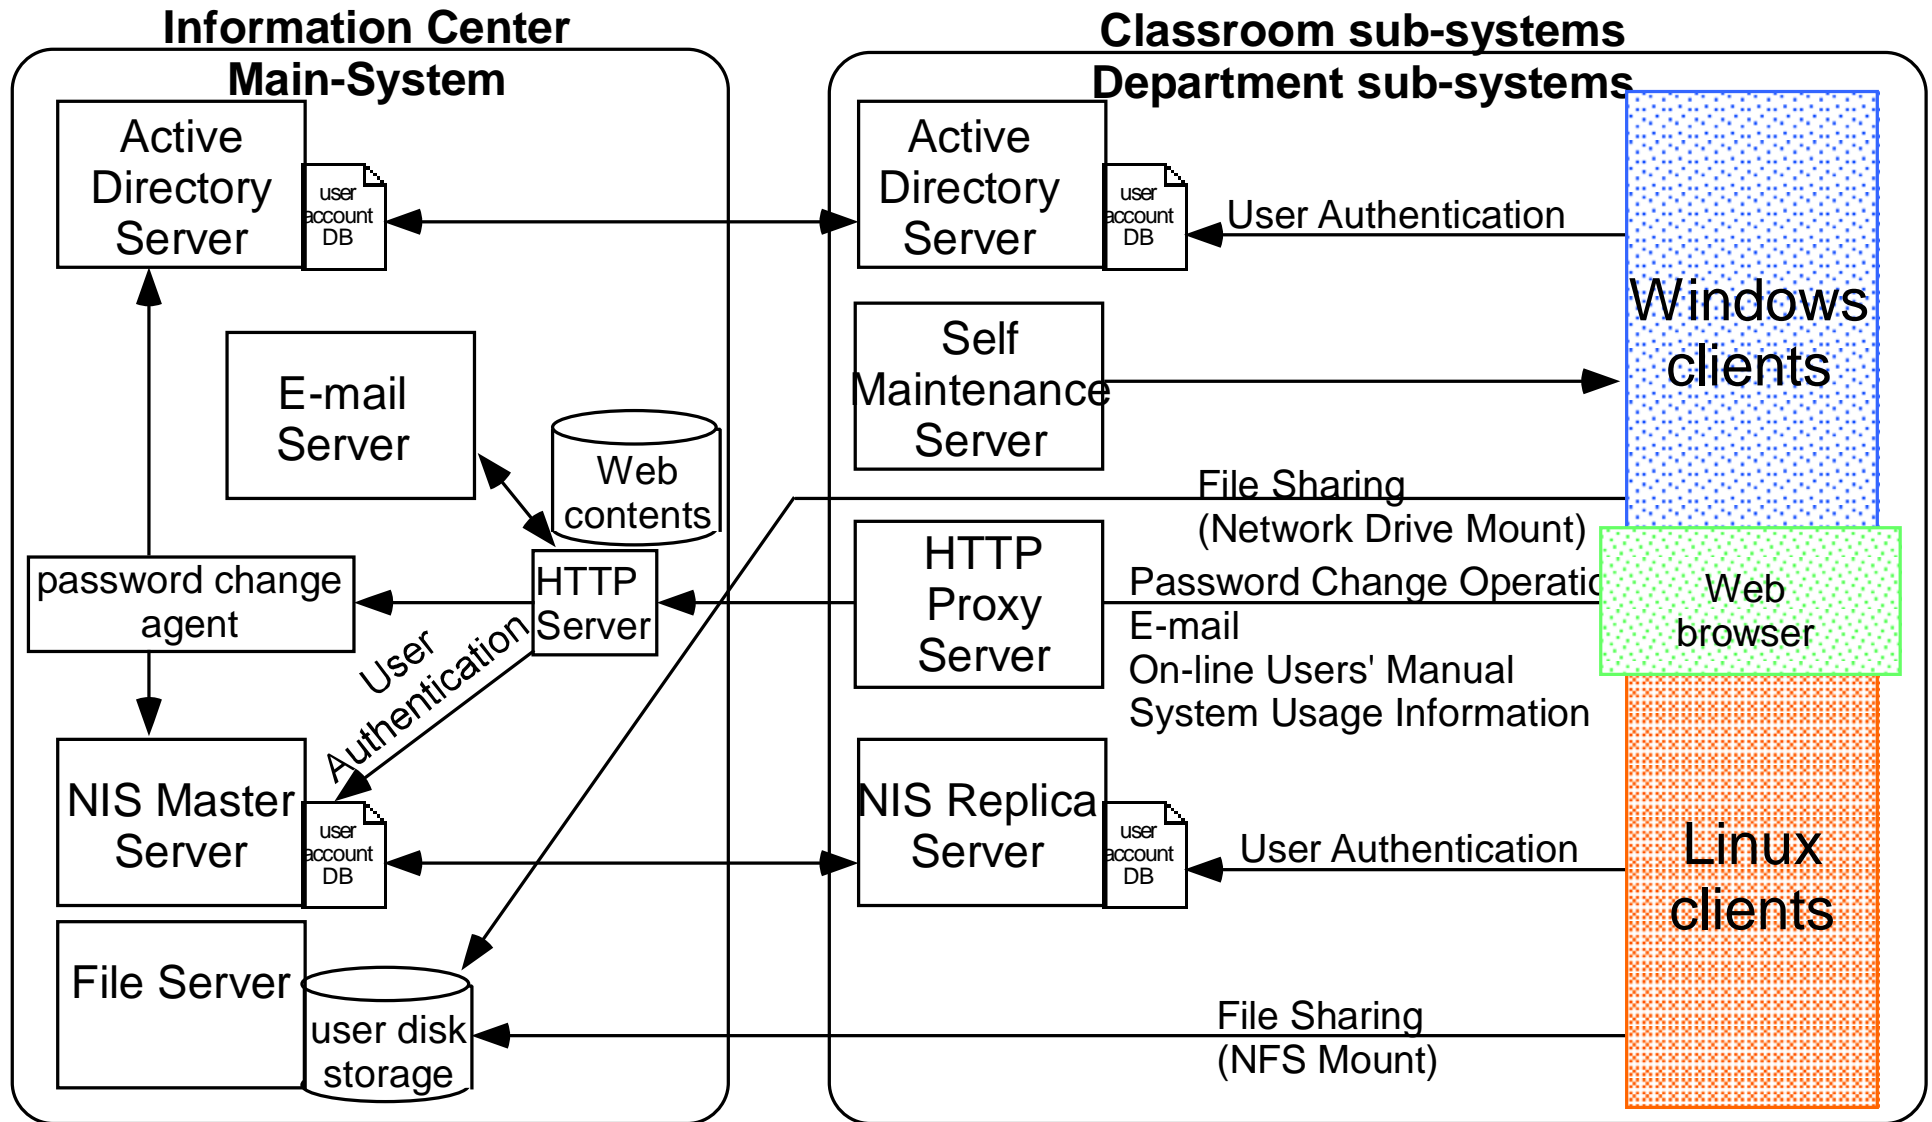 Information Center
Main-System
Active
Directory
Server
user
account
DB
E-mail
Server
Web
contents
password change
agent
HTTP
Server
User
Authentication
NIS Master
Server
user
account
DB
File Server
user disk
storage
Classroom sub-systems
Department sub-systems
Active
Directory
Server
user
account
DB
User Authentication
Self
Maintenance
Server
Windows
clients
File Sharing
(Network Drive Mount)
HTTP
Proxy
Server
Password Change Operatio
E-mail
On-line Users' Manual
System Usage Information
Web
browser
NIS Replica
Server
user
account
DB
User Authentication
Linux
clients
File Sharing
(NFS Mount)